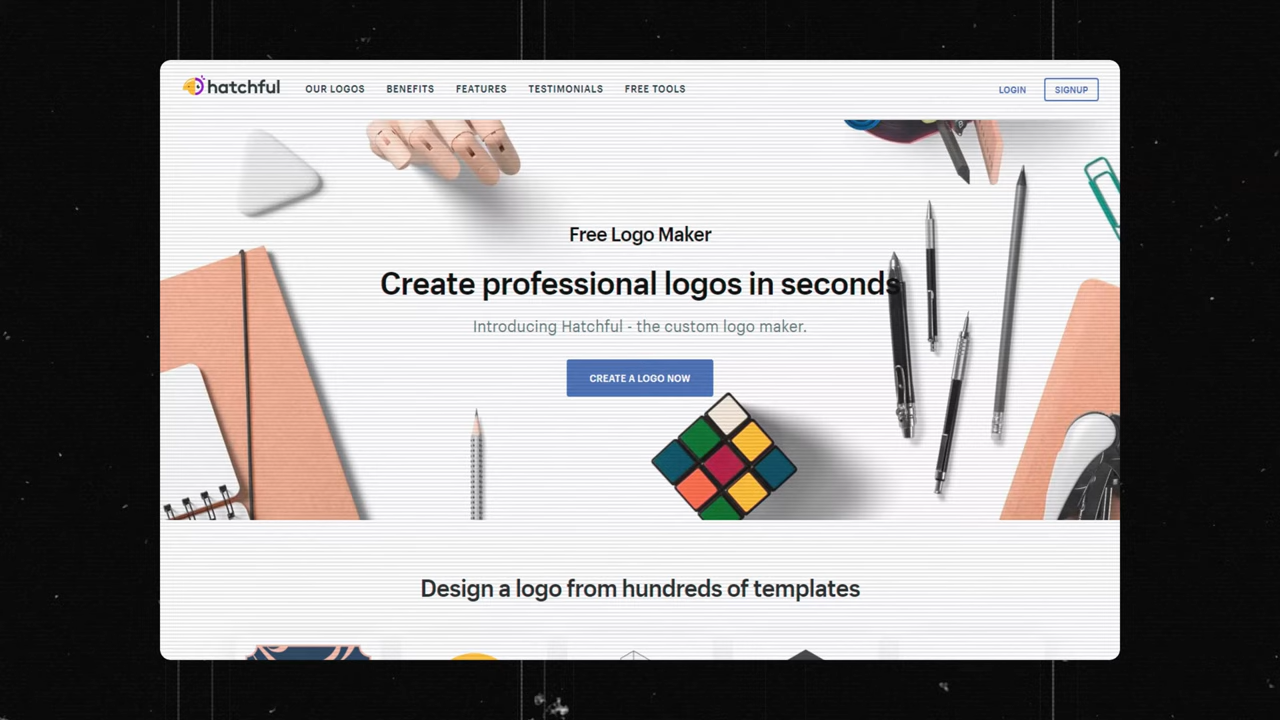 hatchful
OUR LOGOS
BENEFITS
FEATURES
TESTIMONIALS
FREE TOOLS
LOGIN
SIGNUP
Free Logo Maker
Create professional logos in seconds
Introducing Hatchful - the custom logo maker.
CREATE A LOGO NOW
Design a logo from hundreds of templates